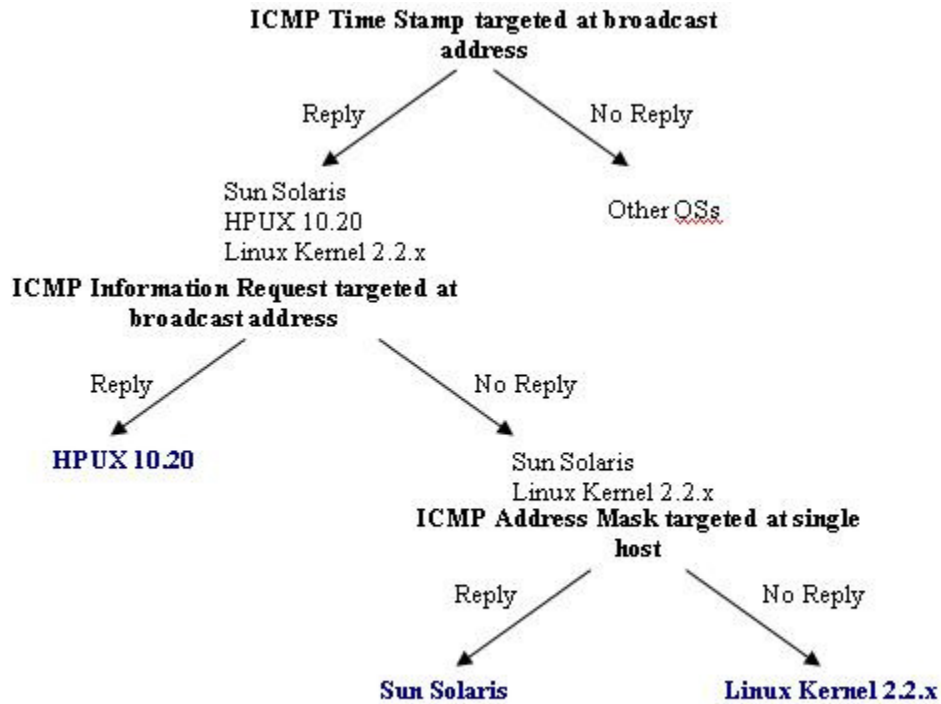 ICMP Time Stamp targeted at broadcast
address
Reply
No Reply
Sun Solaris
HPUX 10.20
Linux Kernel 2.2.x
Other OSs
ICMP Information Request targeted at
broadcast address
Reply
No Reply
HPUX 10.20
Sun Solaris
Linux Kernel 2.2.x
ICMP Address Mask targeted at single
host
Reply
No Reply
Sun Solaris
Linux Kernel 2.2.x